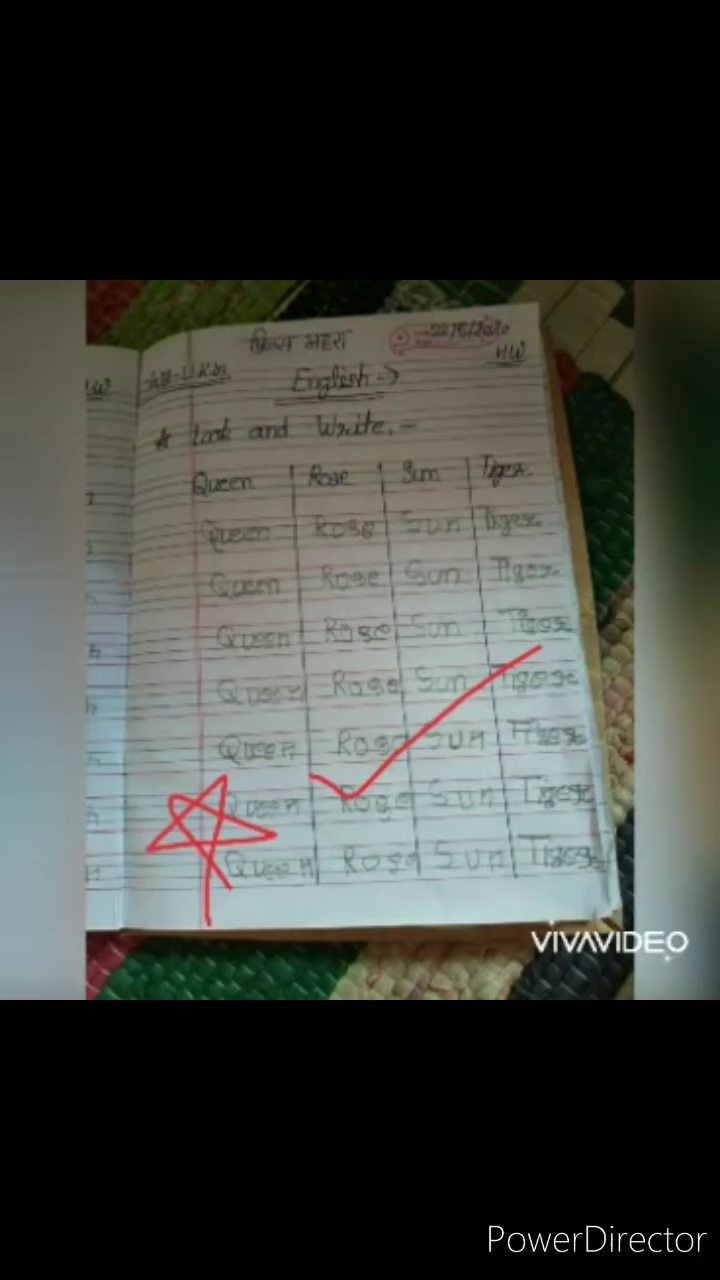 HW
English →
* Look and Write. -
Queen Rose Sun Tiger
Queen Rose Sun Tiger
Queen Rose Sun Tiger
Queen Rose Sun Tiger
Queen Rose Sun Tiger
Queen Rose Sun Tiger
Queen Rose Sun Tiger
Queen Rose Sun Tiger
VIVAVIDEO
PowerDirector